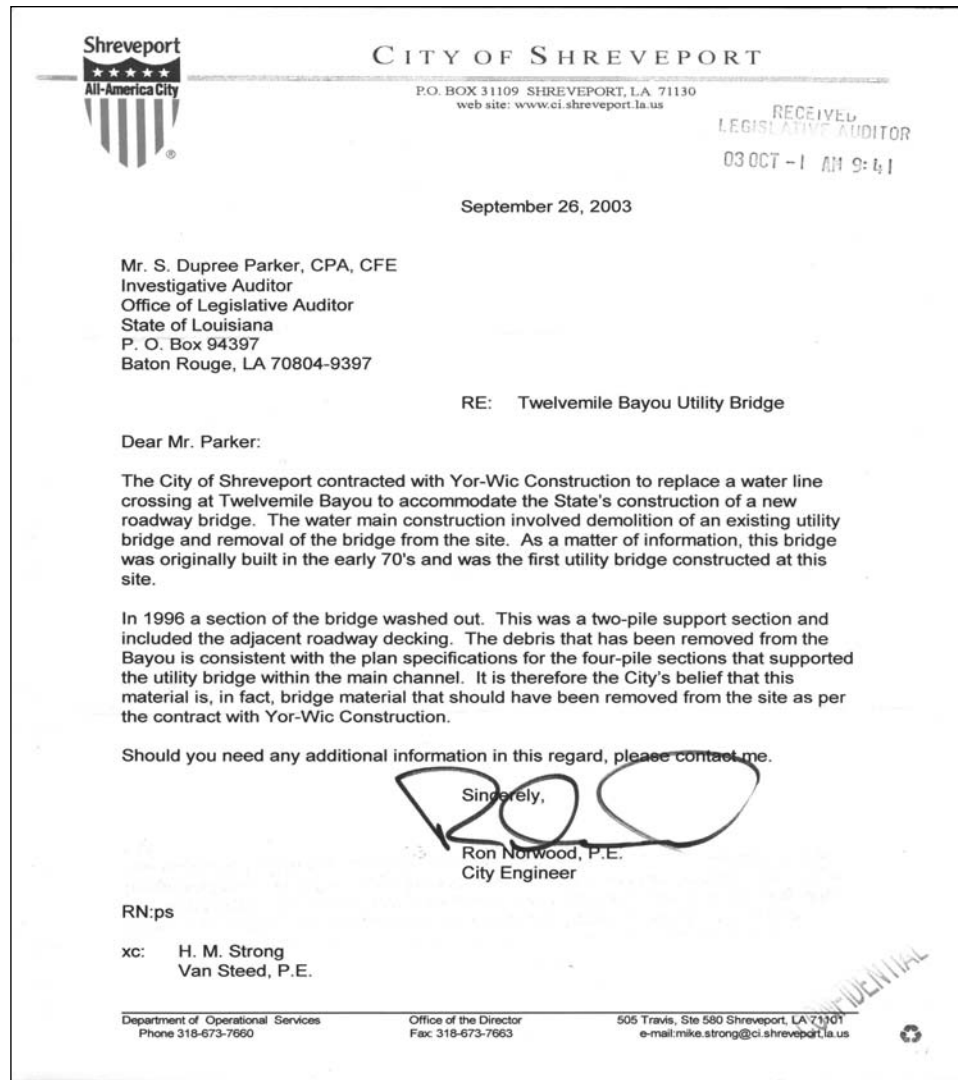 Shreveport
All-America City
®
CITY OF SHREVEPORT
P.O. BOX 31109 SHREVEPORT, LA 71130
web site: www.ci.shreveport.la.us
RECEIVED
LEGISLATIVE AUDITOR
03 OCT -1 AM 9:41
September 26, 2003
Mr. S. Dupree Parker, CPA, CFE
Investigative Auditor
Office of Legislative Auditor
State of Louisiana
P. O. Box 94397
Baton Rouge, LA 70804-9397
RE: Twelvemile Bayou Utility Bridge
Dear Mr. Parker:
The City of Shreveport contracted with Yor-Wic Construction to replace a water line
crossing at Twelvemile Bayou to accommodate the State's construction of a new
roadway bridge. The water main construction involved demolition of an existing utility
bridge and removal of the bridge from the site. As a matter of information, this bridge
was originally built in the early 70's and was the first utility bridge constructed at this
site.
In 1996 a section of the bridge washed out. This was a two-pile support section and
included the adjacent roadway decking. The debris that has been removed from the
Bayou is consistent with the plan specifications for the four-pile sections that supported
the utility bridge within the main channel. It is therefore the City's belief that this
material is, in fact, bridge material that should have been removed from the site as per
the contract with Yor-Wic Construction.
Should you need any additional information in this regard, please contact me.
Sincerely,
Ron Norwood, P.E.
City Engineer
RN:ps
xc: H. M. Strong
Van Steed, P.E.
CONFIDENTIAL
Department of Operational Services Office of the Director 505 Travis, Ste 580 Shreveport, LA 71101
Phone 318-673-7660 Fax: 318-673-7663 e-mail:mike.strong@ci.shreveport.la.us